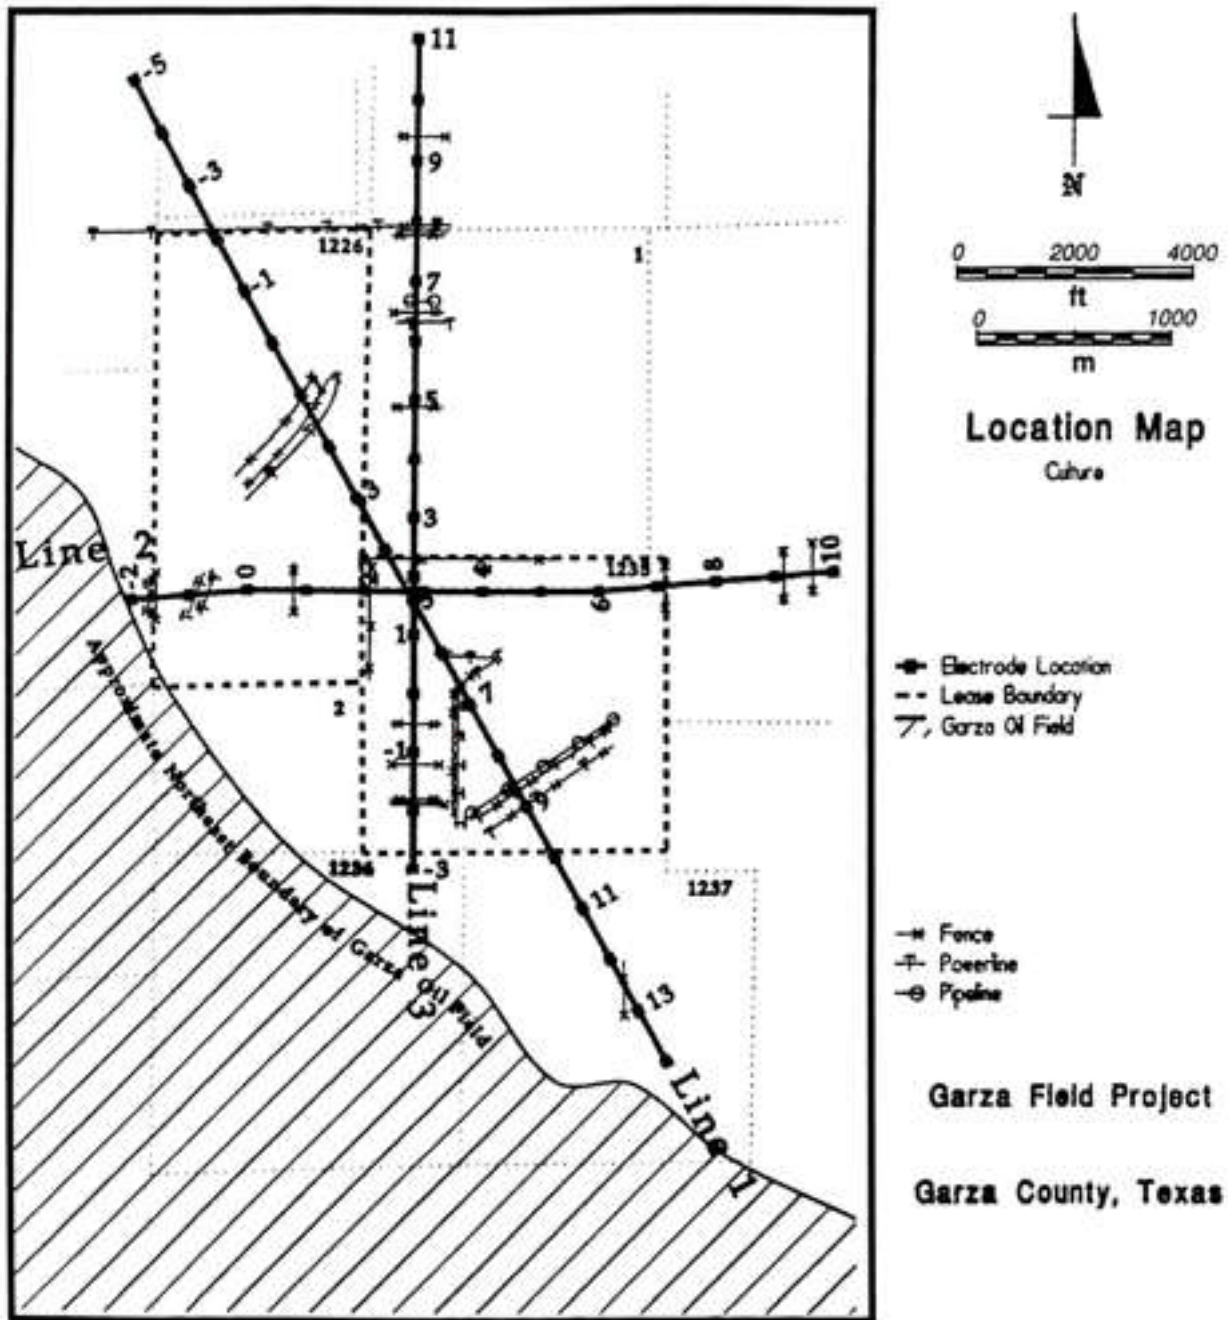 11
-5
9
-3
1226
1
7
-1
5
3
3
Line 2
-2
0
4
1235
6
8
10
1
7
2
-1
9
1236
-3
1237
11
13
Line 3
Line 1
Approximate Northeast Boundary of Garza Oil Field
N
0 2000 4000
ft
0 1000
m
Location Map
Culture
Electrode Location
Lease Boundary
Garza Oil Field
Fence
Powerline
Pipeline
Garza Field Project
Garza County, Texas